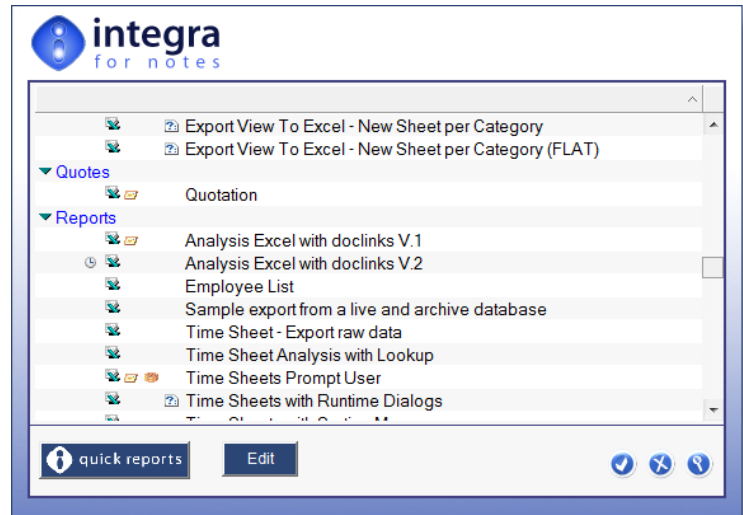 integra
for notes
Export View To Excel - New Sheet per Category
Export View To Excel - New Sheet per Category (FLAT)
Quotes
Quotation
Reports
Analysis Excel with doclinks V.1
Analysis Excel with doclinks V.2
Employee List
Sample export from a live and archive database
Time Sheet - Export raw data
Time Sheet Analysis with Lookup
Time Sheets Prompt User
Time Sheets with Runtime Dialogs
quick reports Edit